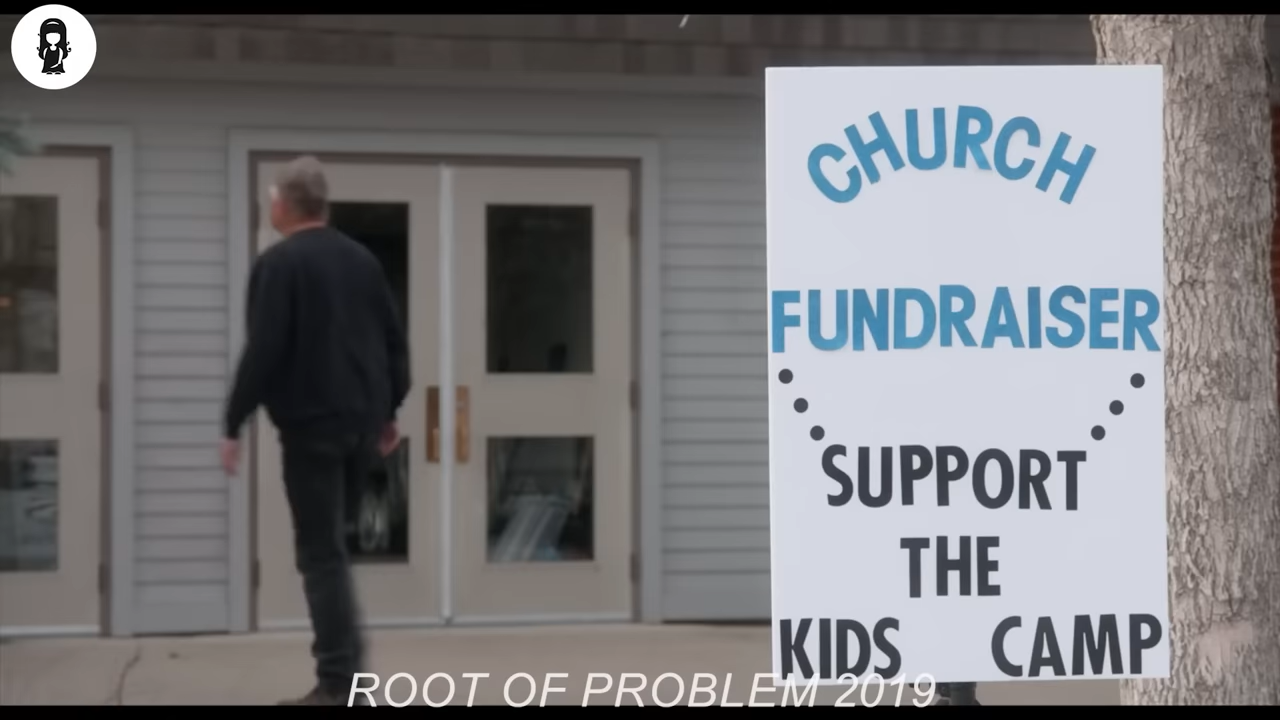 CHURCH
FUNDRAISER
SUPPORT
THE
KIDS CAMP
ROOT OF PROBLEM 2019